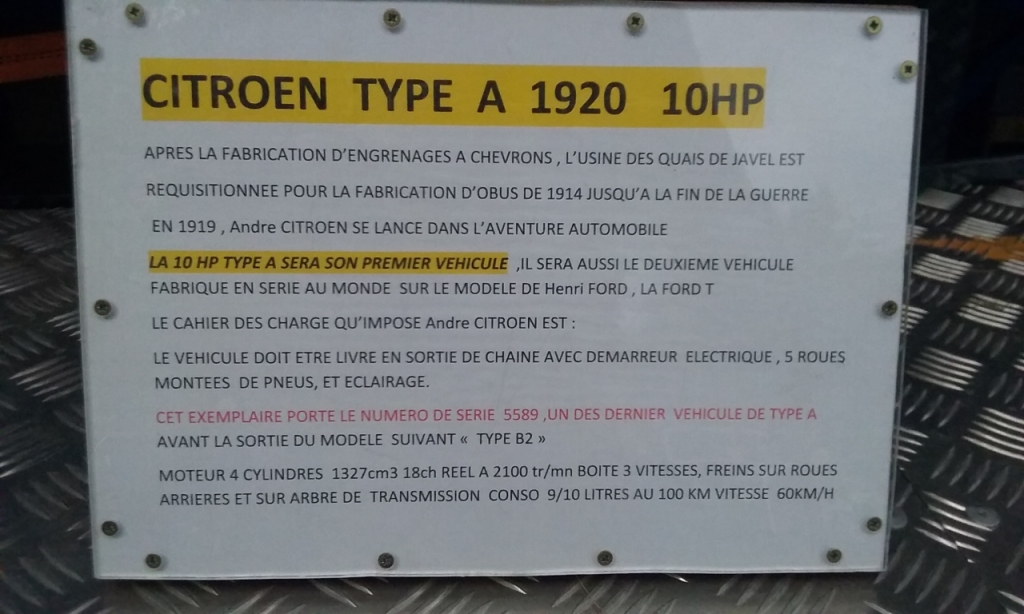 CITROEN TYPE A 1920 10HP
APRES LA FABRICATION D'ENGRENAGES A CHEVRONS , L'USINE DES QUAIS DE JAVEL EST
REQUISITIONNEE POUR LA FABRICATION D'OBUS DE 1914 JUSQU'A LA FIN DE LA GUERRE
EN 1919 , Andre CITROEN SE LANCE DANS L'AVENTURE AUTOMOBILE
LA 10 HP TYPE A SERA SON PREMIER VEHICULE ,IL SERA AUSSI LE DEUXIEME VEHICULE
FABRIQUE EN SERIE AU MONDE SUR LE MODELE DE Henri FORD , LA FORD T
LE CAHIER DES CHARGE QU'IMPOSE Andre CITROEN EST :
LE VEHICULE DOIT ETRE LIVRE EN SORTIE DE CHAINE AVEC DEMARREUR ELECTRIQUE , 5 ROUES
MONTEES DE PNEUS, ET ECLAIRAGE.
CET EXEMPLAIRE PORTE LE NUMERO DE SERIE 5589 ,UN DES DERNIER VEHICULE DE TYPE A
AVANT LA SORTIE DU MODELE SUIVANT « TYPE B2 »
MOTEUR 4 CYLINDRES 1327cm3 18ch REEL A 2100 tr/mn BOITE 3 VITESSES, FREINS SUR ROUES
ARRIERES ET SUR ARBRE DE TRANSMISSION CONSO 9/10 LITRES AU 100 KM VITESSE 60KM/H